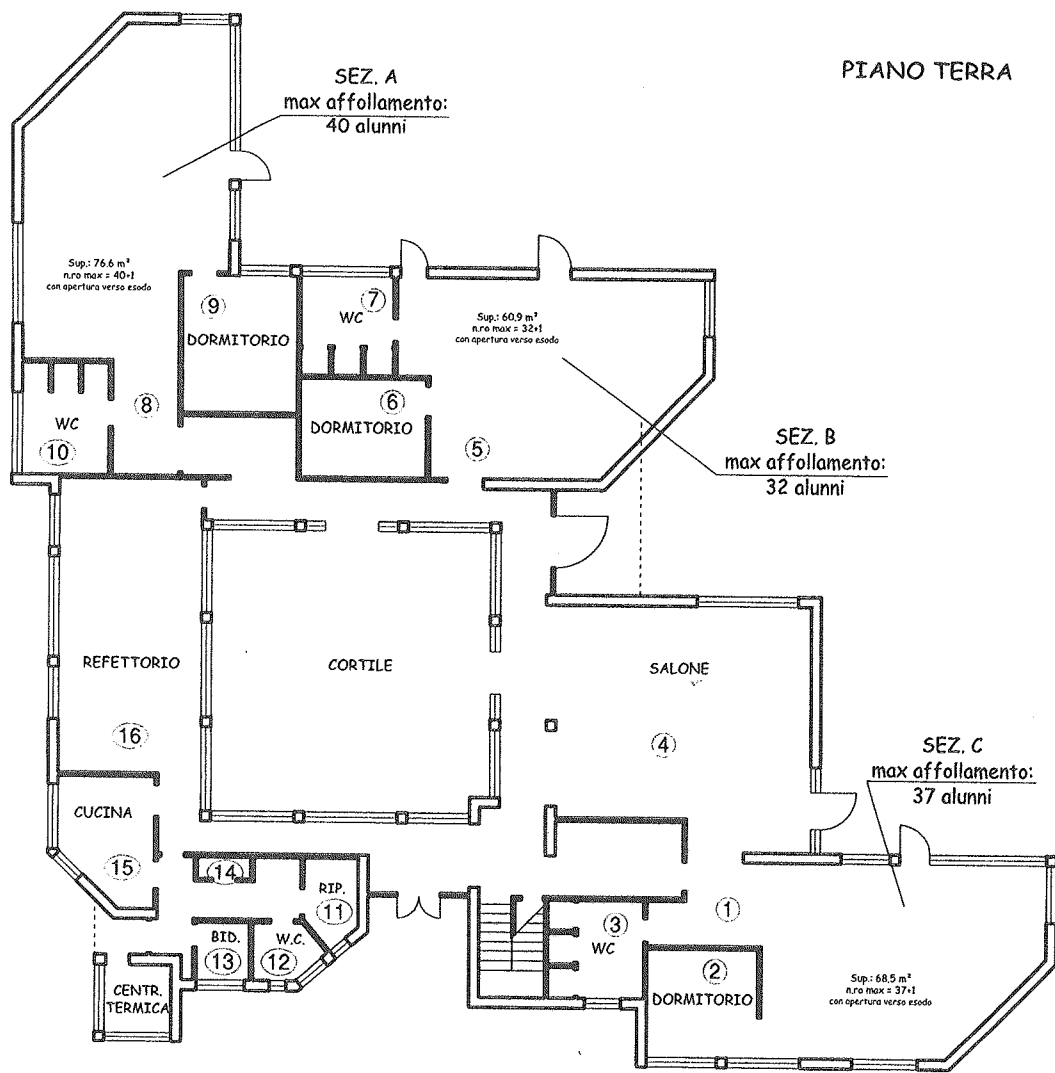 PIANO TERRA
SEZ. A
max affollamento:
40 alunni
Sup.: 76.6 m²
n.ro max = 40+1
con apertura verso esodo
9
DORMITORIO
7
WC
Sup.: 60,9 m²
n.ro max = 32+1
con apertura verso esodo
8
WC
10
6
DORMITORIO
5
SEZ. B
max affollamento:
32 alunni
REFETTORIO
16
CORTILE
SALONE
4
SEZ. C
max affollamento:
37 alunni
CUCINA
15
14
RIP.
11
BID.
13
W.C.
12
CENTR.
TERMICA
3
WC
1
2
DORMITORIO
Sup.: 68,5 m²
n.ro max = 37+1
con apertura verso esodo